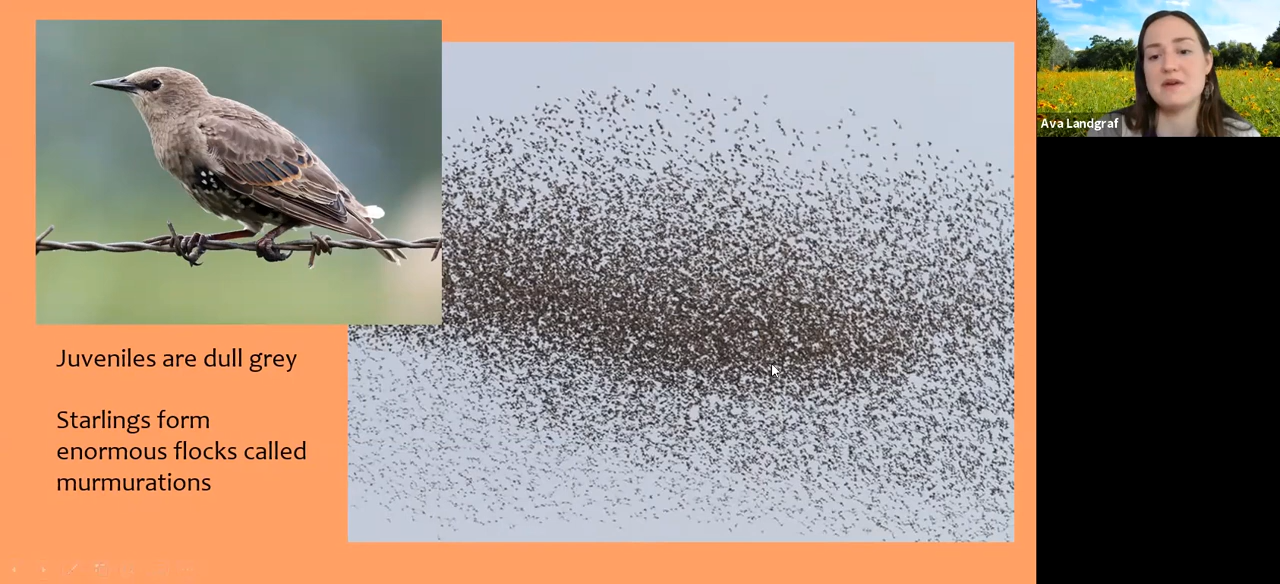 Juveniles are dull grey
Starlings form
enormous flocks called
murmurations
Ava Landgraf